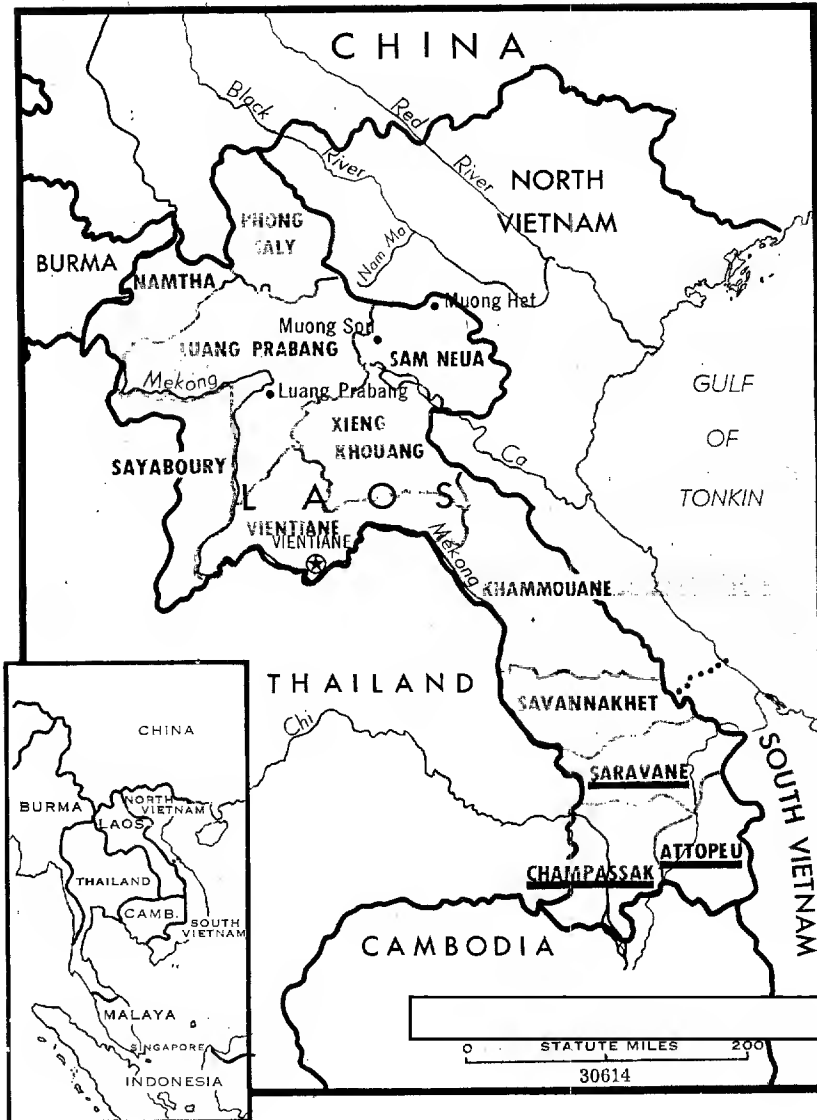 CHINA
Black
River
Red
River
NORTH
VIETNAM
PHONG
SALY
BURMA
NAMTHA
Nam Ma
Muong Het
Muong Son
LUANG PRABANG
SAM NEUA
Mekong
Luang Prabang
GULF
OF
TONKIN
XIENG
KHOUANG
Ca
SAYABOURY
LAOS
VIENTIANE
VIENTIANE
Mekong
KHAMMOUANE
THAILAND
SAVANNAKHET
Chi
SOUTH VIETNAM
SARAVANE
ATTOPEU
CHAMPASSAK
CAMBODIA
CHINA
BURMA
NORTH
VIETNAM
LAOS
THAILAND
CAMB.
SOUTH
VIETNAM
MALAYA
SINGAPORE
INDONESIA
0 STATUTE MILES 200
30614